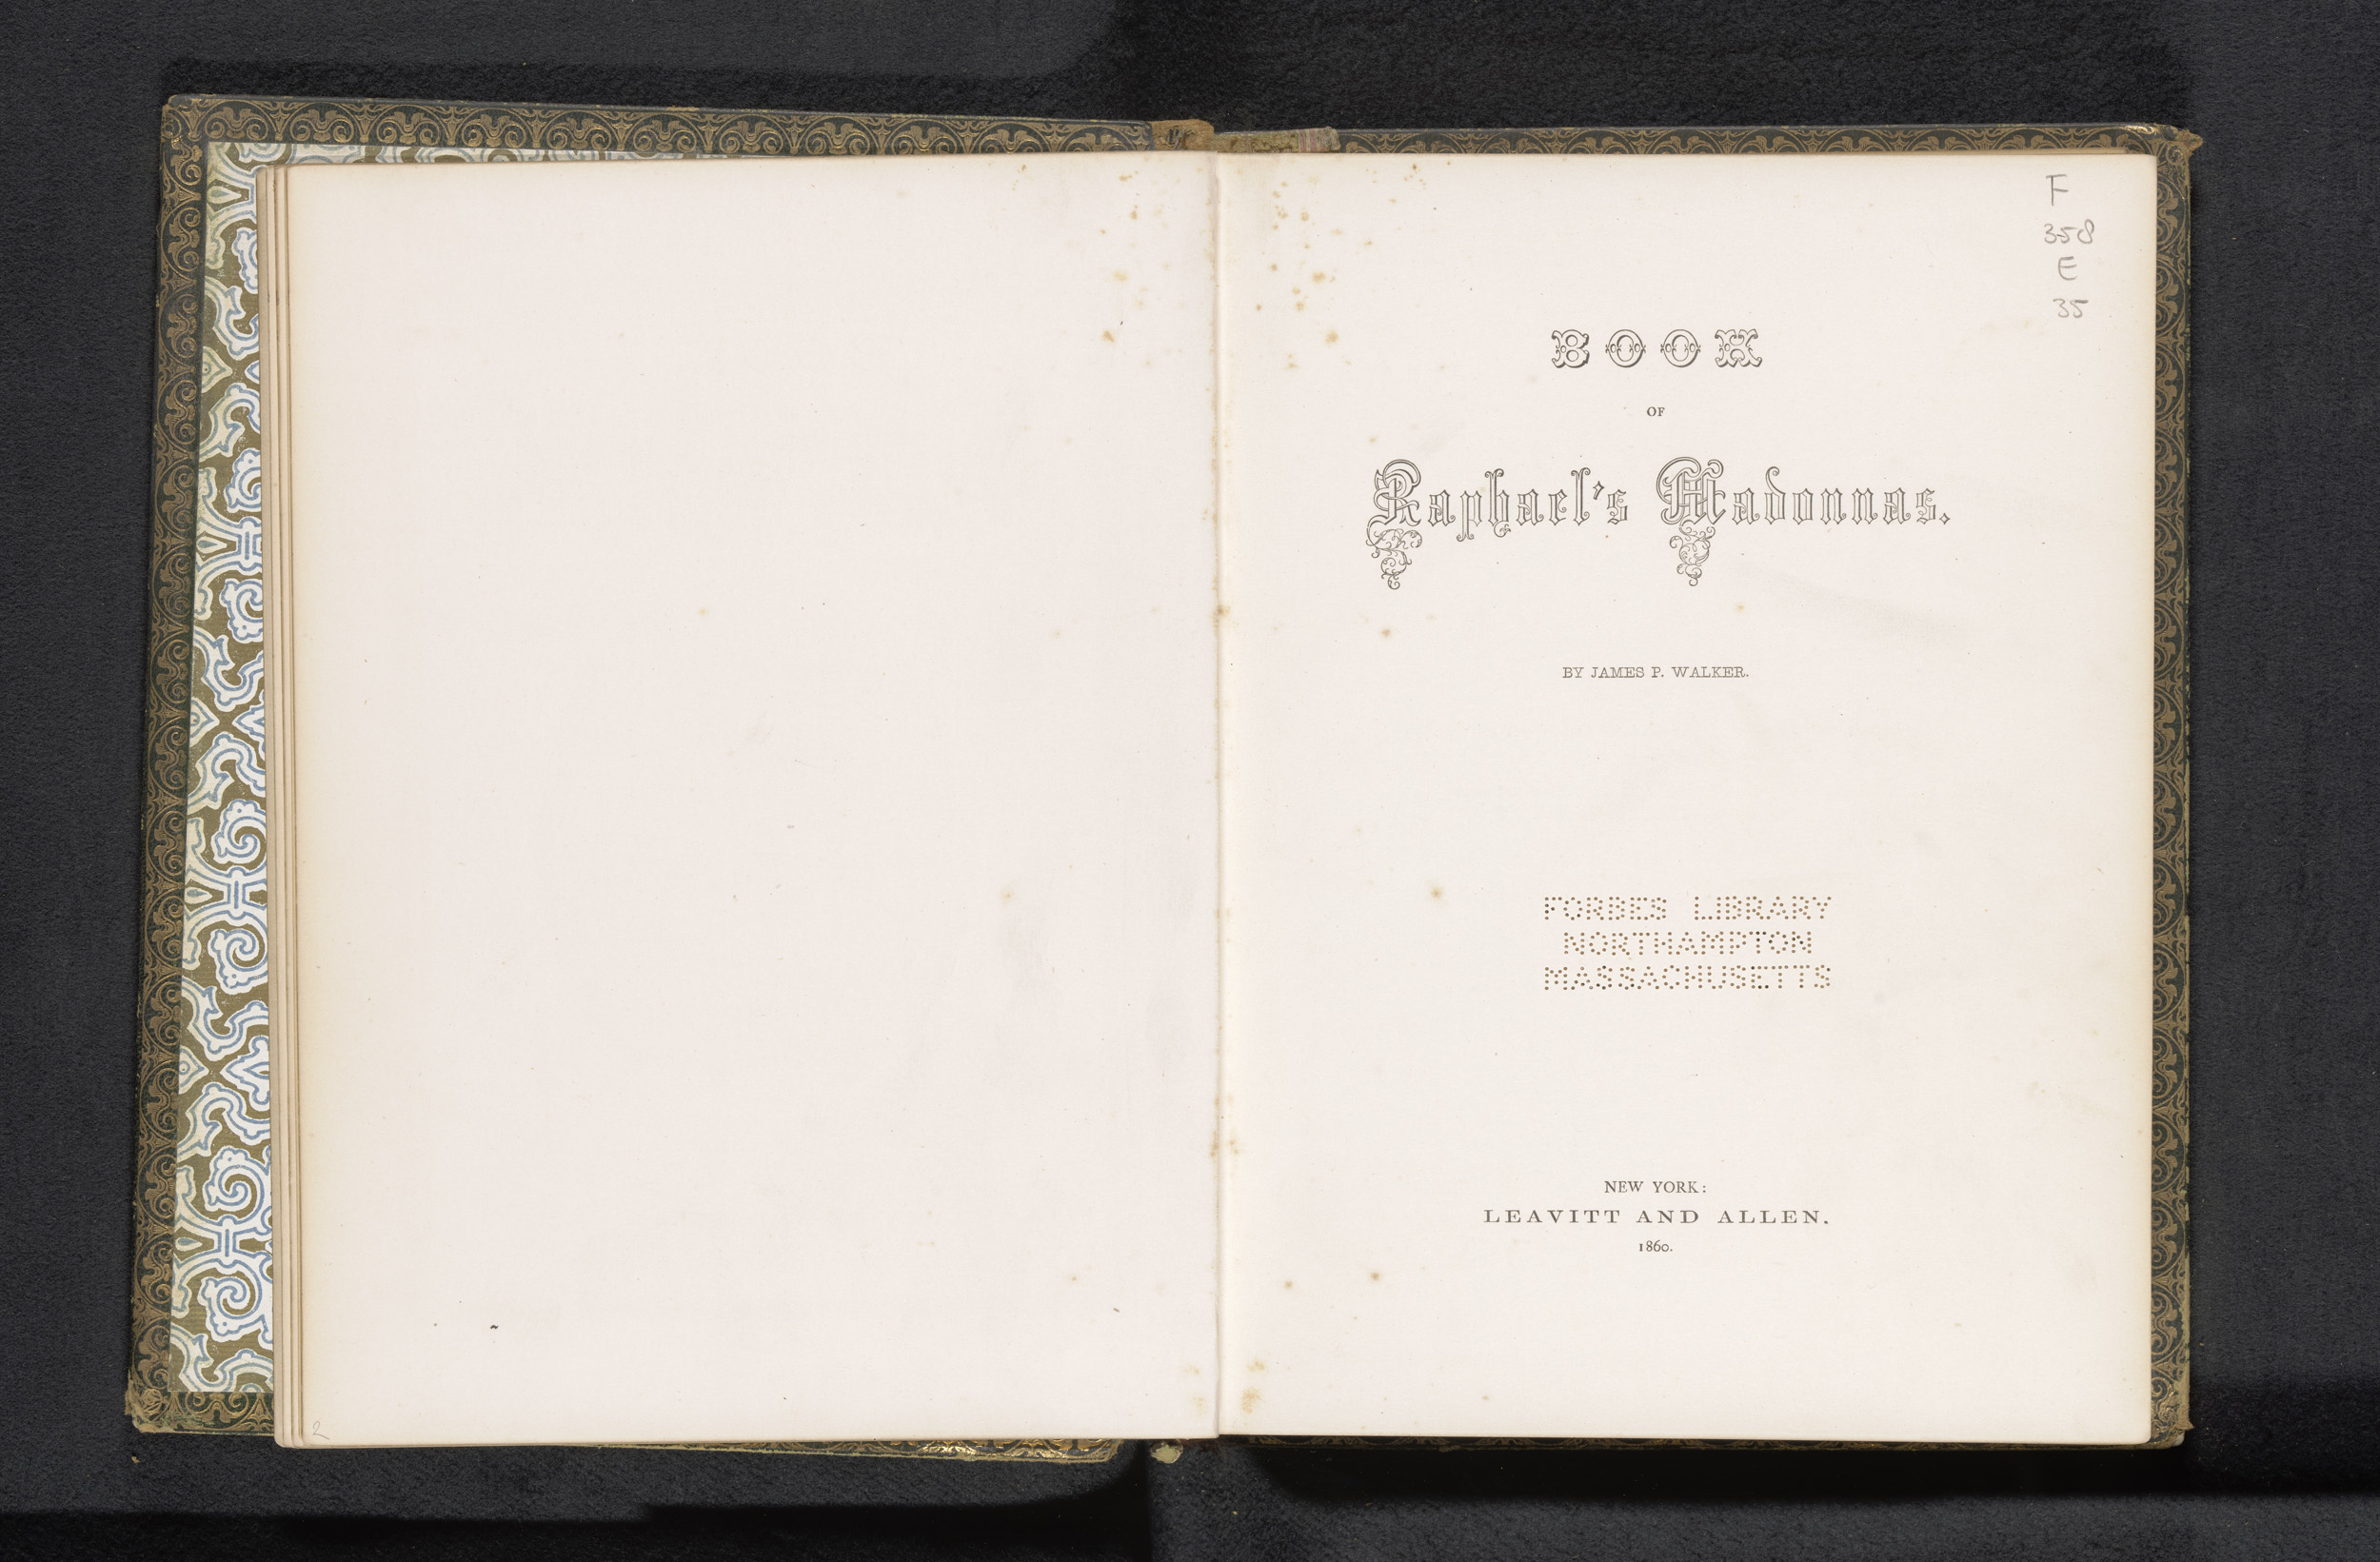 2
F
358
E
35
BOOK
OF
Raphael's Madonnas.
BY JAMES P. WALKER.
FORBES LIBRARY
NORTHAMPTON
MASSACHUSETTS
NEW YORK:
LEAVITT AND ALLEN.
1860.